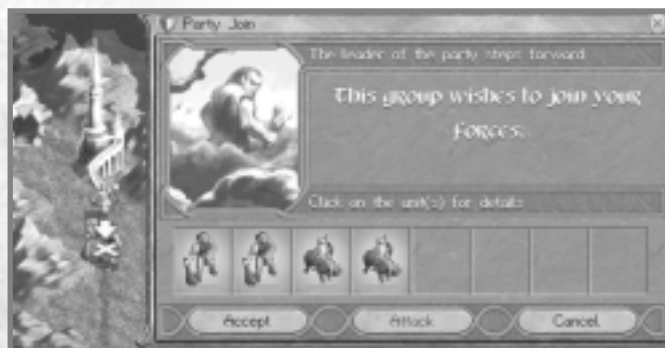 Party Join
The leader of the party steps forward
This group wishes to join your
forces.
Click on the unit(s) for details
Accept Attack Cancel